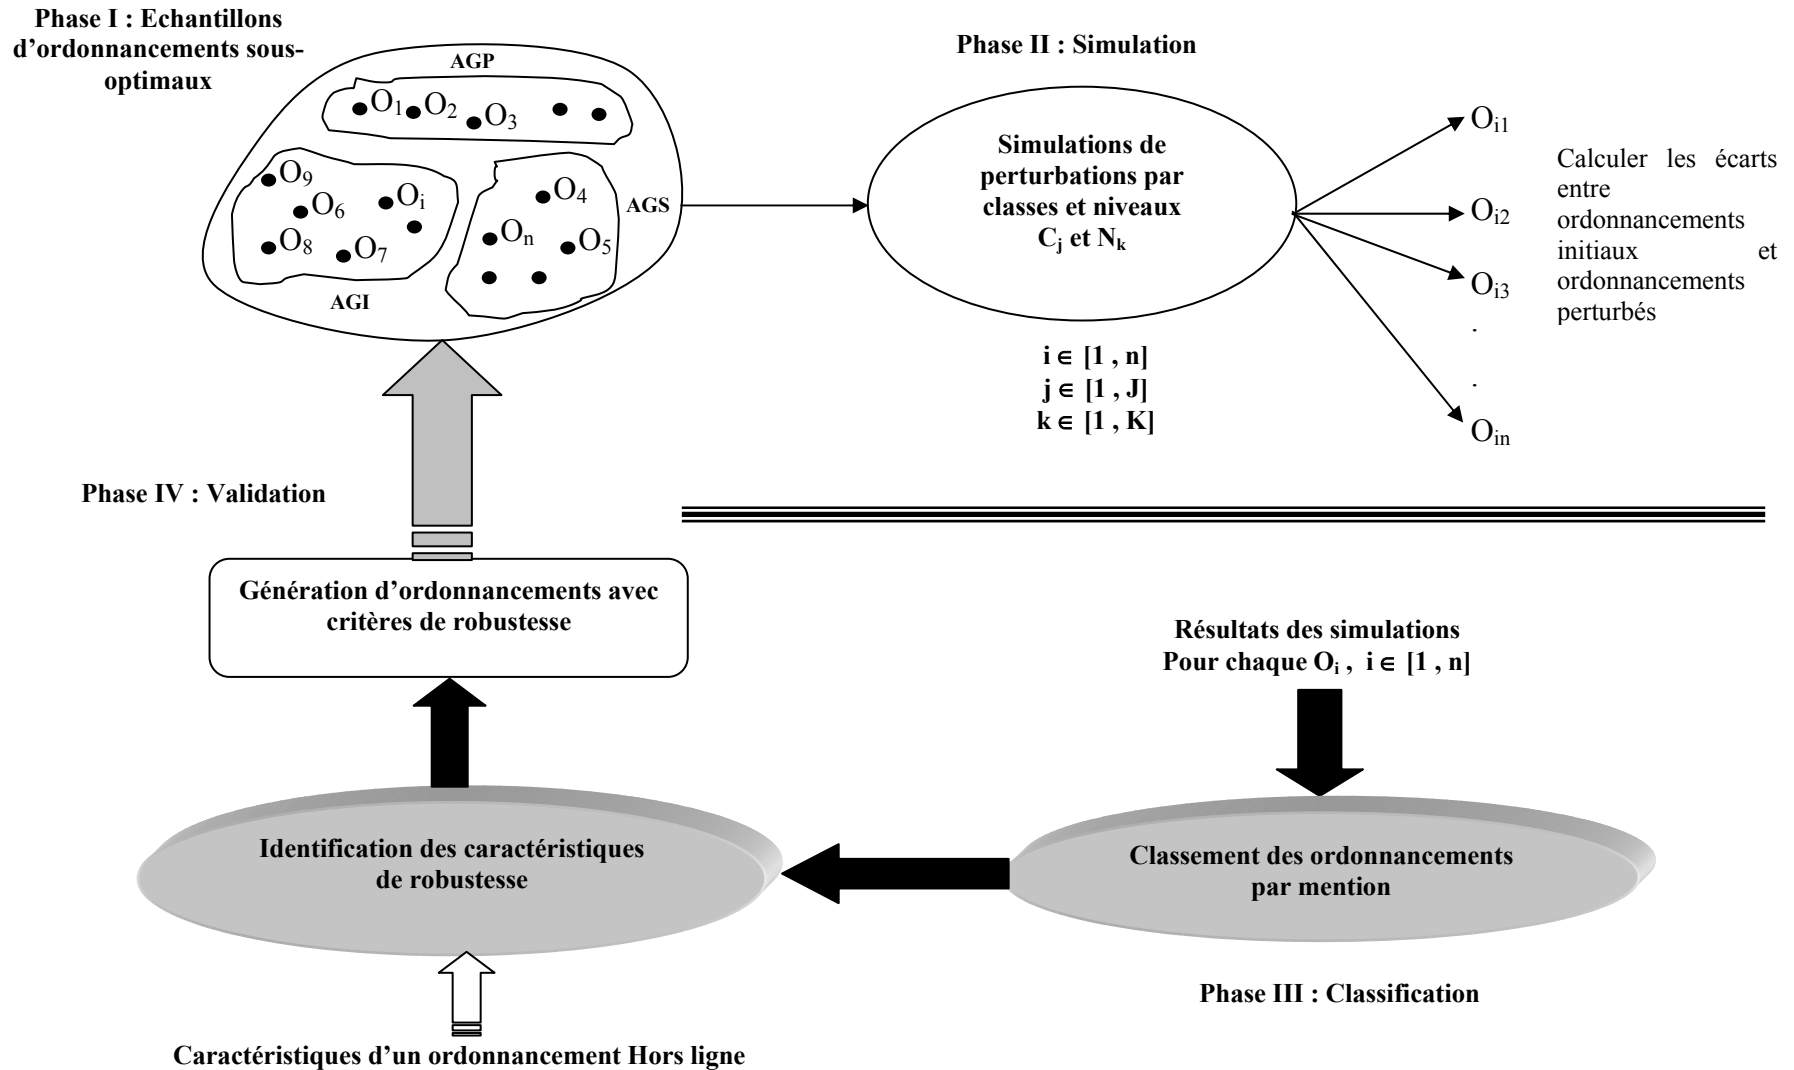 Phase I : Echantillons
d’ordonnancements sous-
optimaux
AGP
O1 O2 O3
O9
O6
Oi
O8
O7
AGI
O4
On
O5
AGS
Phase II : Simulation
Simulations de
perturbations par
classes et niveaux
Cj et Nk
i ∈ [1 , n]
j ∈ [1 , J]
k ∈ [1 , K]
Oi1
Oi2
Oi3
.
.
Oin
Calculer les écarts
entre
ordonnancements
initiaux et
ordonnancements
perturbés
Phase IV : Validation
Génération d’ordonnancements avec
critères de robustesse
Résultats des simulations
Pour chaque Oi , i ∈ [1 , n]
Identification des caractéristiques
de robustesse
Classement des ordonnancements
par mention
Phase III : Classification
Caractéristiques d’un ordonnancement Hors ligne